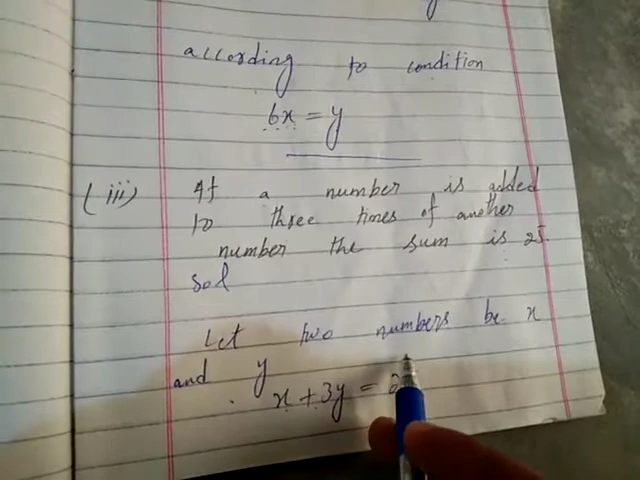 according to condition
6x = y
(iii) If a number is added
to three times of another
number the sum is 25.
Sol
Let two numbers be x
and y
x + 3y =